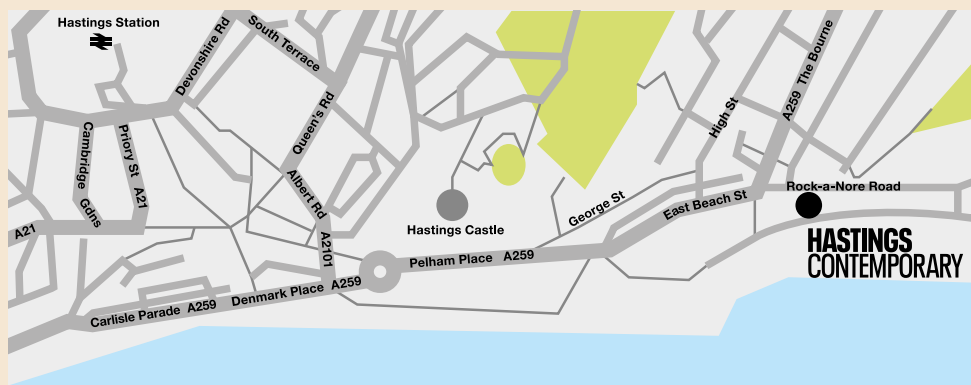 Hastings Station
Devonshire Rd
South Terrace
Queen's Rd
Cambridge Gdns
Priory St A21
A21
Albert Rd
A2101
Hastings Castle
High St
A259 The Bourne
George St
East Beach St
Rock-a-Nore Road
HASTINGS
CONTEMPORARY
Pelham Place A259
Denmark Place A259
Carlisle Parade A259